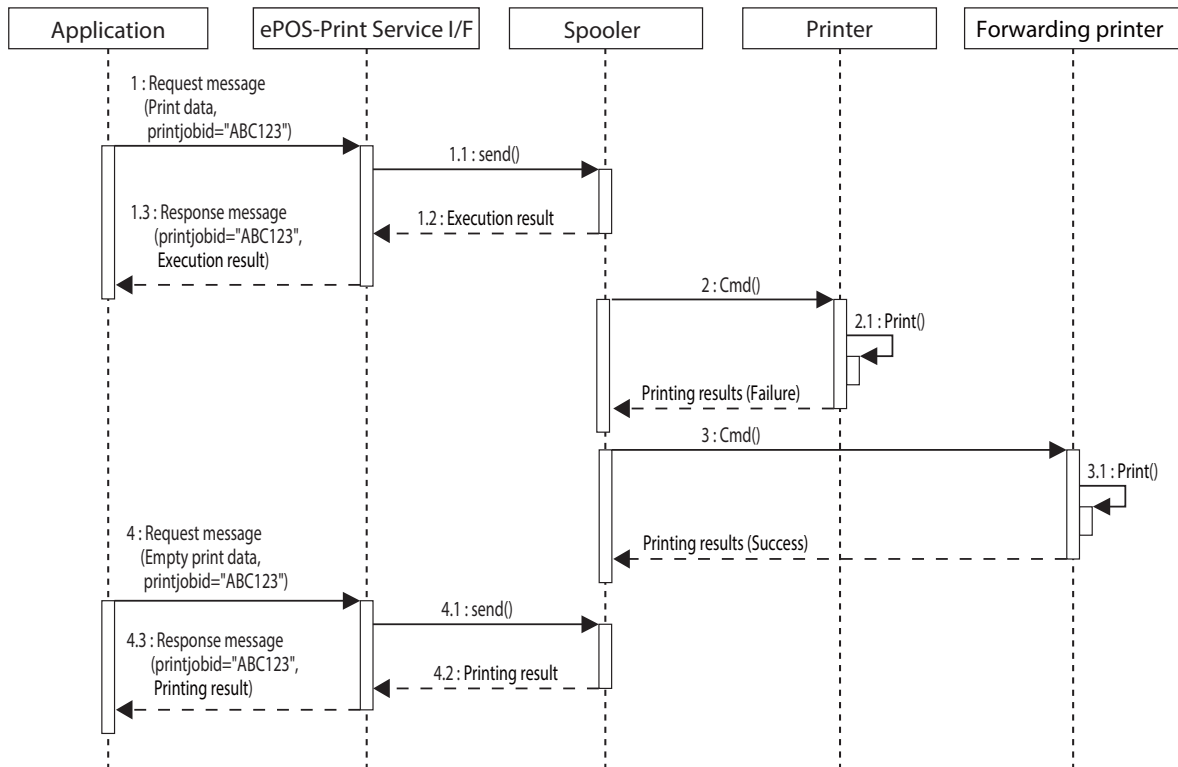 Application
ePOS-Print Service I/F
Spooler
Printer
Forwarding printer
1 : Request message
(Print data,
printjobid="ABC123")
1.1 : send()
1.2 : Execution result
1.3 : Response message
(printjobid="ABC123",
Execution result)
2 : Cmd()
2.1 : Print()
Printing results (Failure)
3 : Cmd()
3.1 : Print()
Printing results (Success)
4 : Request message
(Empty print data,
printjobid="ABC123")
4.1 : send()
4.2 : Printing result
4.3 : Response message
(printjobid="ABC123",
Printing result)